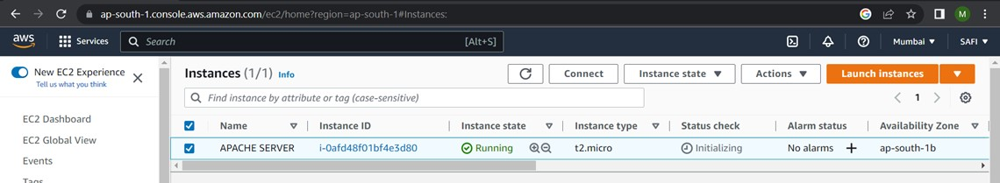 ap-south-1.console.aws.amazon.com/ec2/home?region=ap-south-1#Instances:
M
aws
Services
Search
[Alt+S]
Mumbai
SAFI
New EC2 Experience
Tell us what you think
EC2 Dashboard
EC2 Global View
Events
Tags
Instances (1/1) Info
Connect
Instance state
Actions
Launch instances
Find instance by attribute or tag (case-sensitive)
1
Name Instance ID Instance state Instance type Status check Alarm status Availability Zone
APACHE SERVER i-0afd48f01bf4e3d80 Running t2.micro Initializing No alarms + ap-south-1b